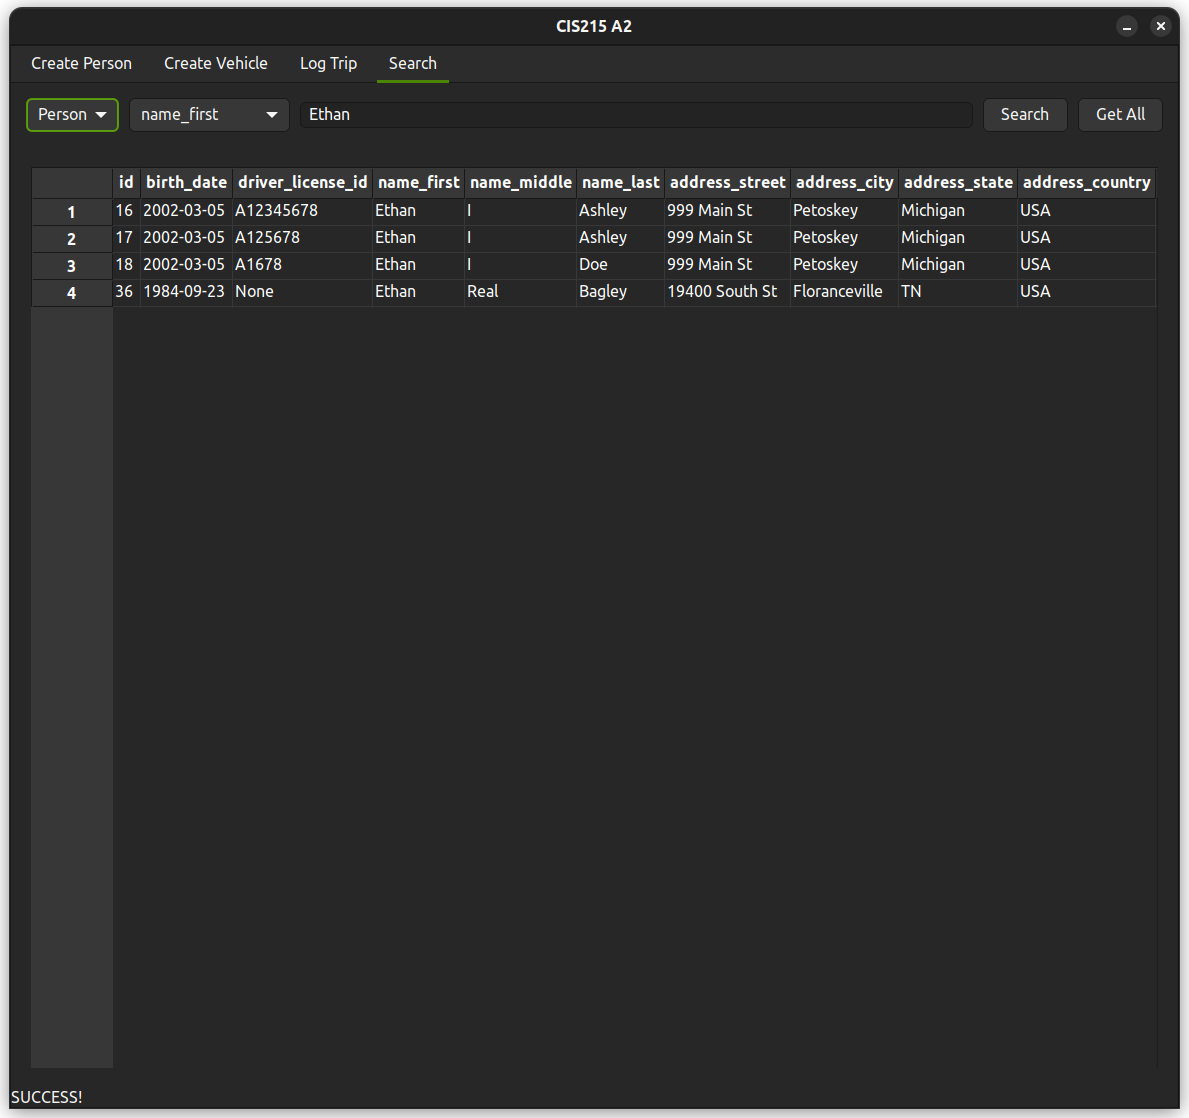 CIS215 A2
Create Person Create Vehicle Log Trip Search
Person name_first Ethan Search Get All
id birth_date driver_license_id name_first name_middle name_last address_street address_city address_state address_country
1 16 2002-03-05 A12345678 Ethan I Ashley 999 Main St Petoskey Michigan USA
2 17 2002-03-05 A125678 Ethan I Ashley 999 Main St Petoskey Michigan USA
3 18 2002-03-05 A1678 Ethan I Doe 999 Main St Petoskey Michigan USA
4 36 1984-09-23 None Ethan Real Bagley 19400 South St Floranceville TN USA
SUCCESS!